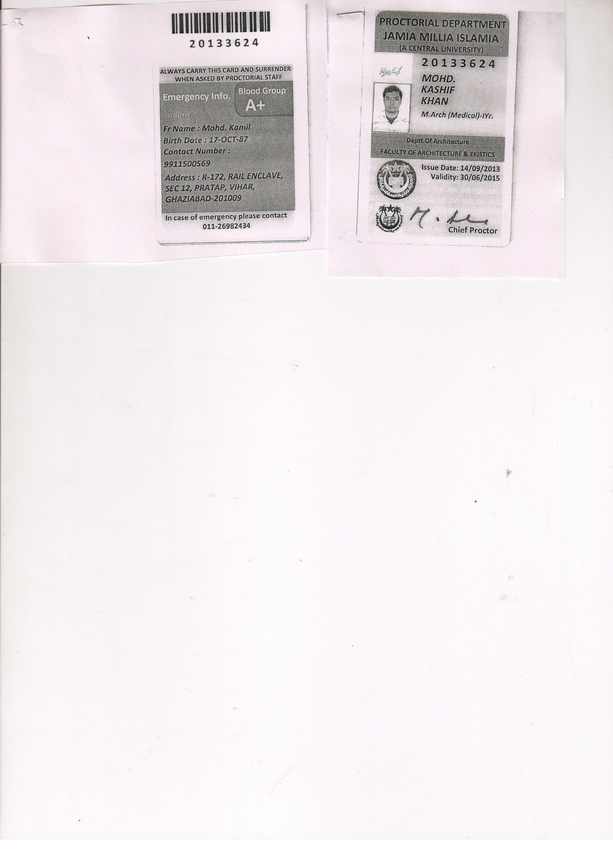 20133624
ALWAYS CARRY THIS CARD AND SURRENDER
WHEN ASKED BY PROCTORIAL STAFF
Emergency Info.
Blood Group
A+
Fr Name : Mohd. Kamil
Birth Date : 17-OCT-87
Contact Number :
9911500569
Address : K-172, RAIL ENCLAVE,
SEC 12, PRATAP, VIHAR,
GHAZIABAD-201009
In case of emergency please contact
011-26982434
PROCTORIAL DEPARTMENT
JAMIA MILLIA ISLAMIA
(A CENTRAL UNIVERSITY)
20133624
MOHD.
KASHIF
KHAN
M.Arch (Medical)-IYr.
Deptt Of Architecture
FACULTY OF ARCHITECTURE & EKISTICS
Issue Date: 14/09/2013
Validity: 30/06/2015
Chief Proctor